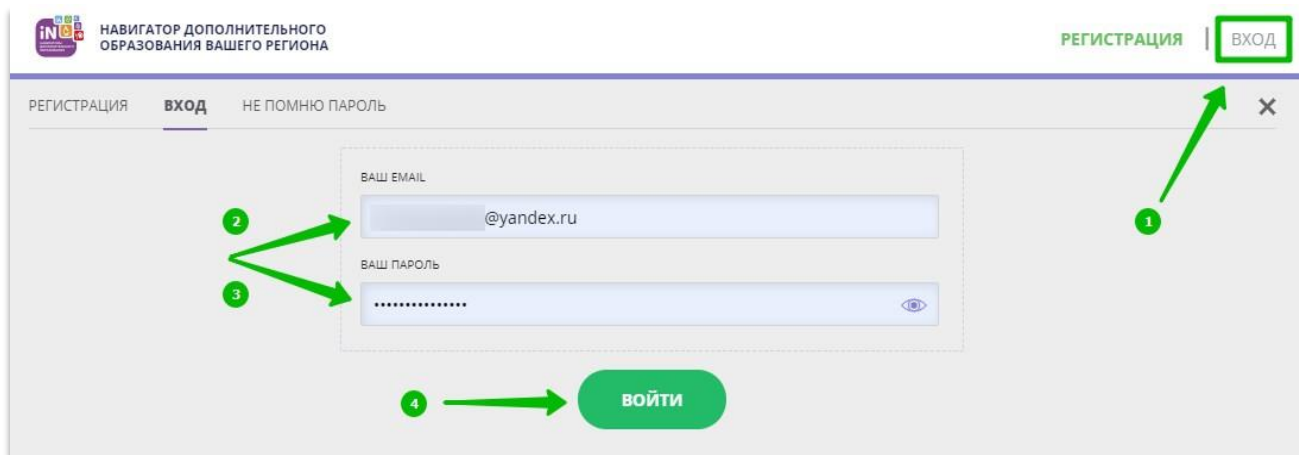 iNC
НАВИГАТОР ДОПОЛНИТЕЛЬНОГО
ОБРАЗОВАНИЯ ВАШЕГО РЕГИОНА
РЕГИСТРАЦИЯ | ВХОД
РЕГИСТРАЦИЯ ВХОД НЕ ПОМНЮ ПАРОЛЬ
ВАШ EMAIL
@yandex.ru
2
1
ВАШ ПАРОЛЬ
3
•••••••••••••••
4
ВОЙТИ